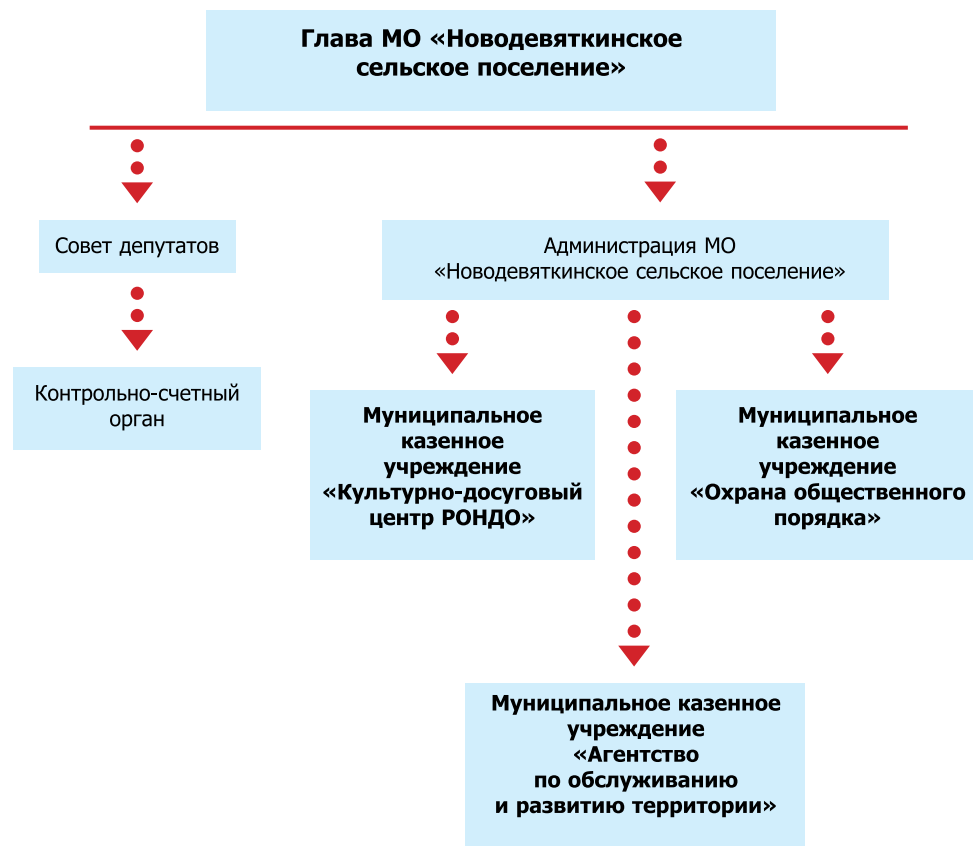 Глава МО «Новодевяткинское
сельское поселение»
Совет депутатов
Администрация МО
«Новодевяткинское сельское поселение»
Контрольно-счетный
орган
Муниципальное
казенное
учреждение
«Культурно-досуговый
центр РОНДО»
Муниципальное
казенное
учреждение
«Охрана общественного
порядка»
Муниципальное казенное
учреждение
«Агентство
по обслуживанию
и развитию территории»